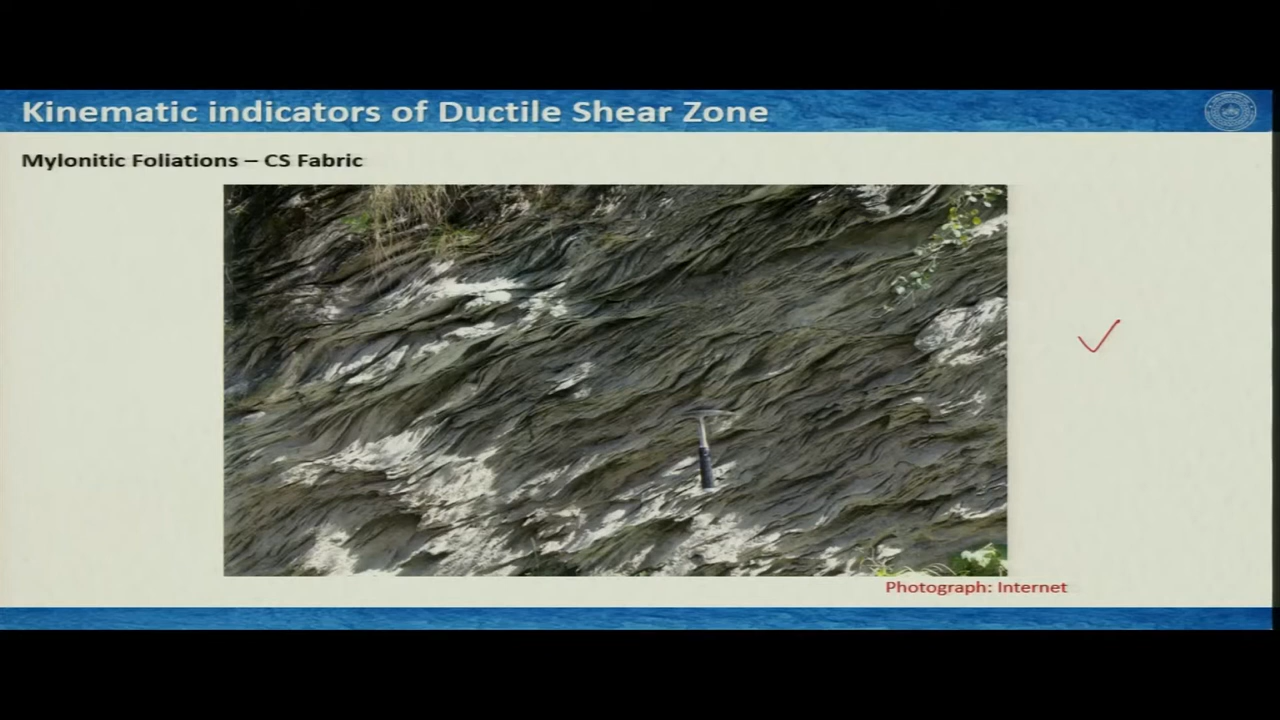 Kinematic indicators of Ductile Shear Zone
Mylonitic Foliations – CS Fabric
Photograph: Internet